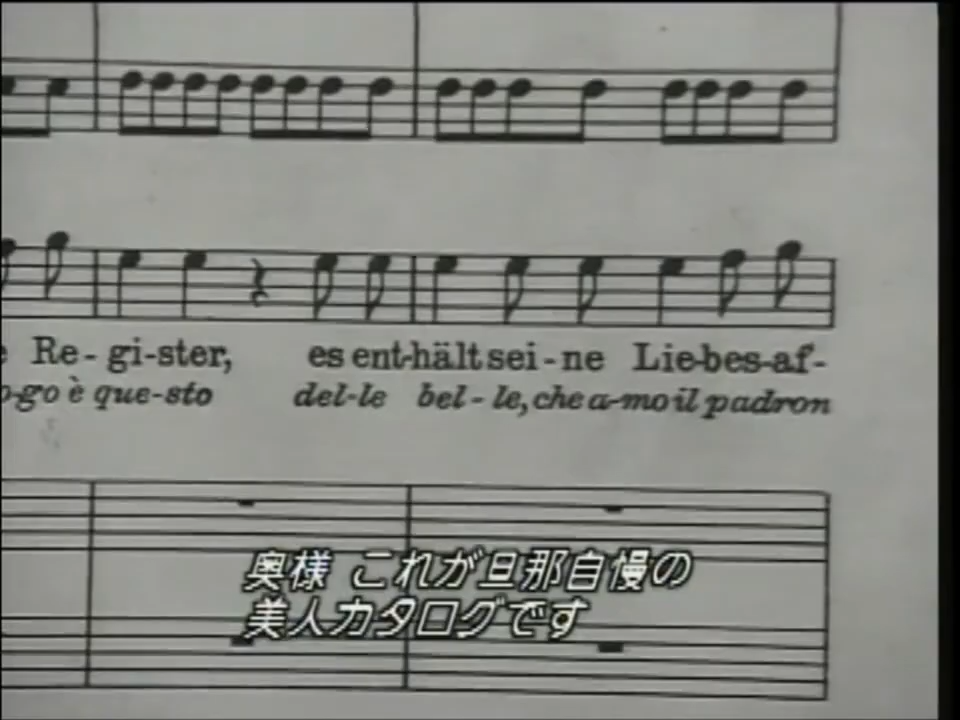 Re-gi-ster, es ent-hält sei-ne Lie-bes-af-
o-go è que-sto del-le bel-le, che a-mo il padron
奥様 これが旦那自慢の
美人カタログです